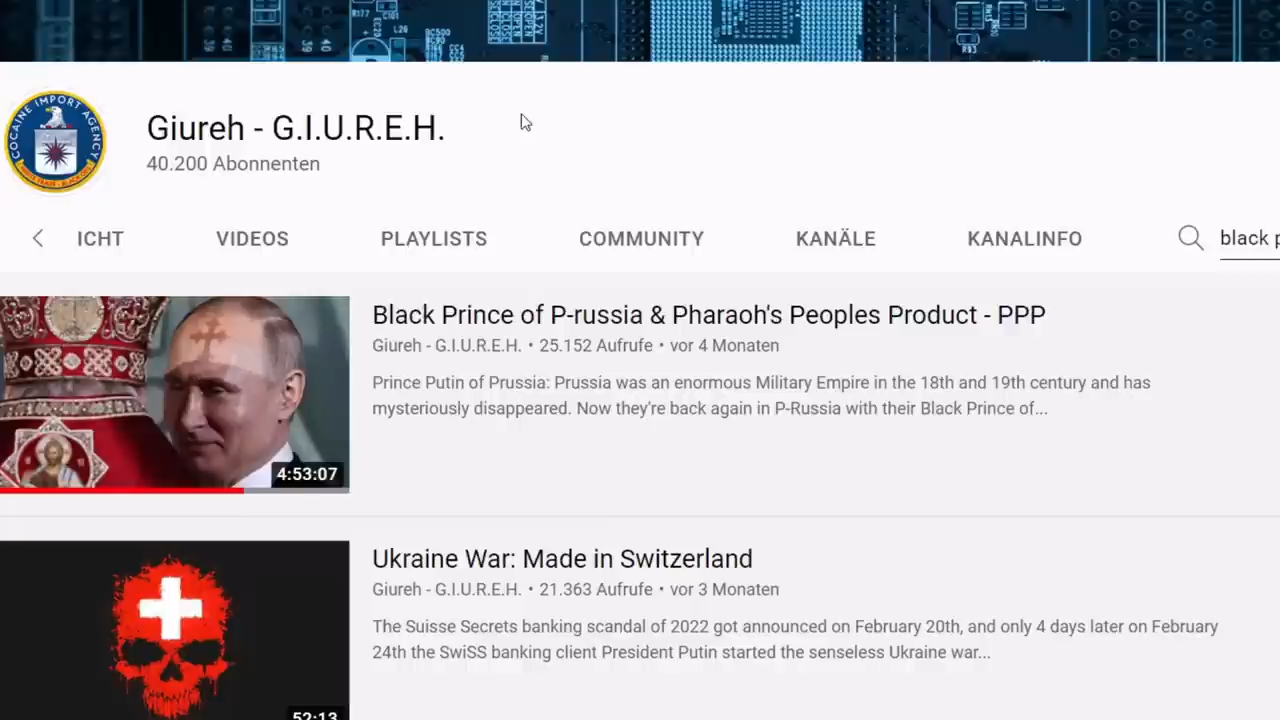 COCAINE IMPORT AGENCY
Giureh - G.I.U.R.E.H.
40.200 Abonnenten
ICHT
VIDEOS
PLAYLISTS
COMMUNITY
KANÄLE
KANALINFO
black p
Black Prince of P-russia & Pharaoh's Peoples Product - PPP
Giureh - G.I.U.R.E.H. • 25.152 Aufrufe • vor 4 Monaten
Prince Putin of Prussia: Prussia was an enormous Military Empire in the 18th and 19th century and has
mysteriously disappeared. Now they're back again in P-Russia with their Black Prince of...
4:53:07
Ukraine War: Made in Switzerland
Giureh - G.I.U.R.E.H. • 21.363 Aufrufe • vor 3 Monaten
The Suisse Secrets banking scandal of 2022 got announced on February 20th, and only 4 days later on February
24th the SwiSS banking client President Putin started the senseless Ukraine war...
52:13